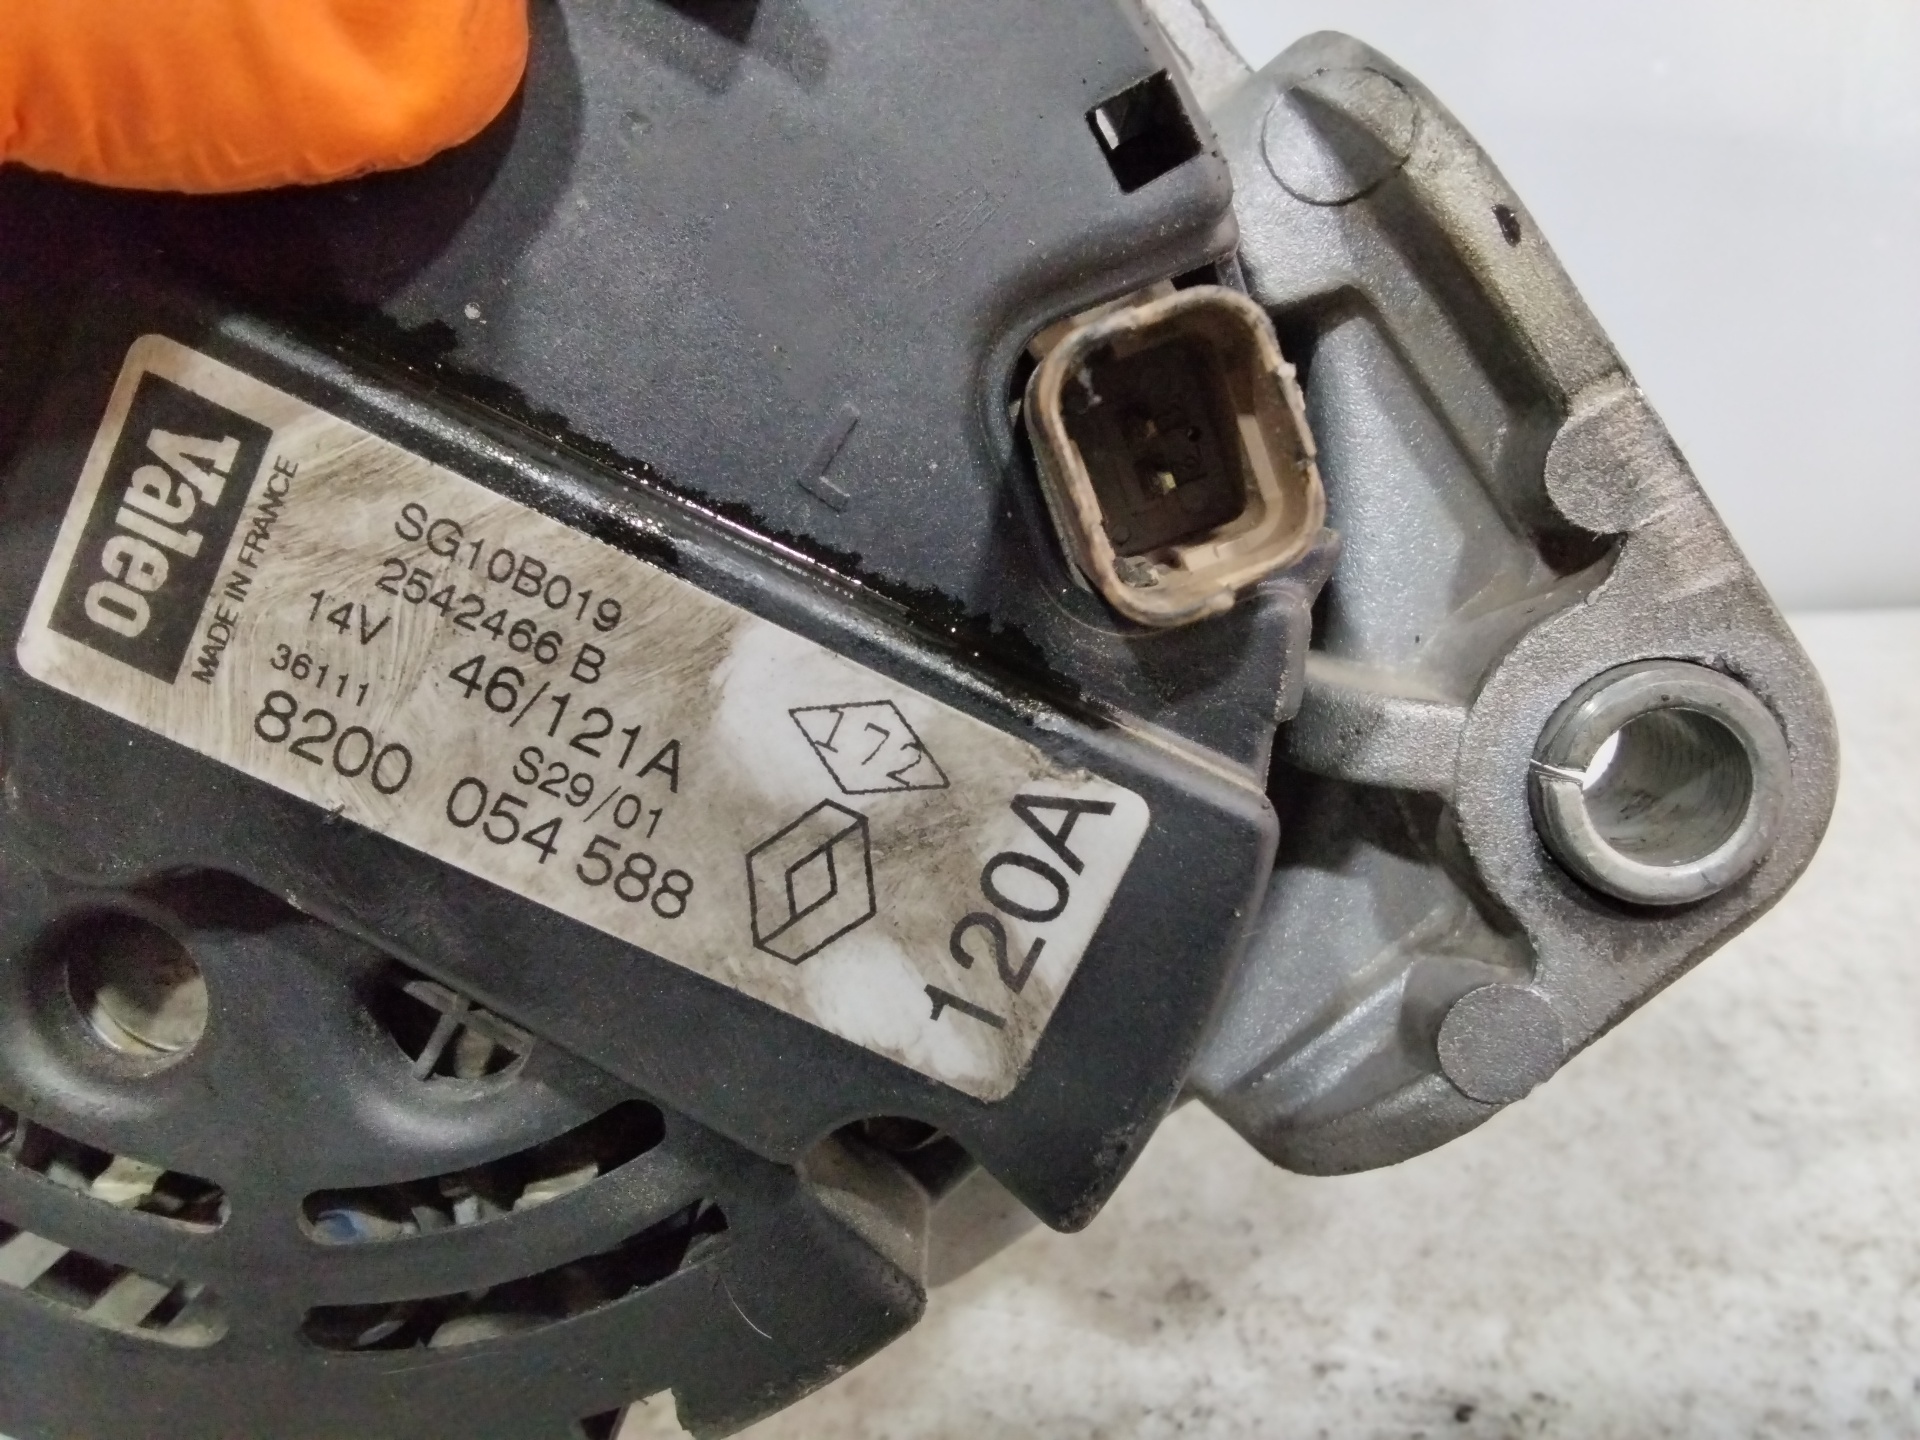 Valeo
MADE IN FRANCE
SG10B019
2542466 B
14V 46/121A
36111 S29/01
8200 054 588
172
120A
L